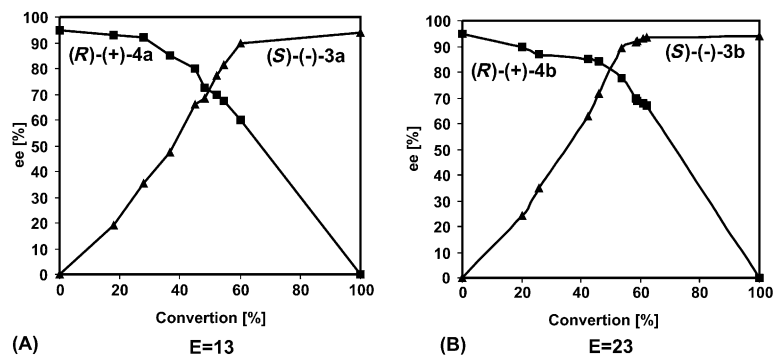 100
90
80
70
60
50
40
30
20
10
0
ee [%]
(R)-(+)-4a
(S)-(-)-3a
0 20 40 60 80 100
Convertion [%]
(A)
E=13
100
90
80
70
60
50
40
30
20
10
0
ee [%]
(R)-(+)-4b
(S)-(-)-3b
0 20 40 60 80 100
Convertion [%]
(B)
E=23